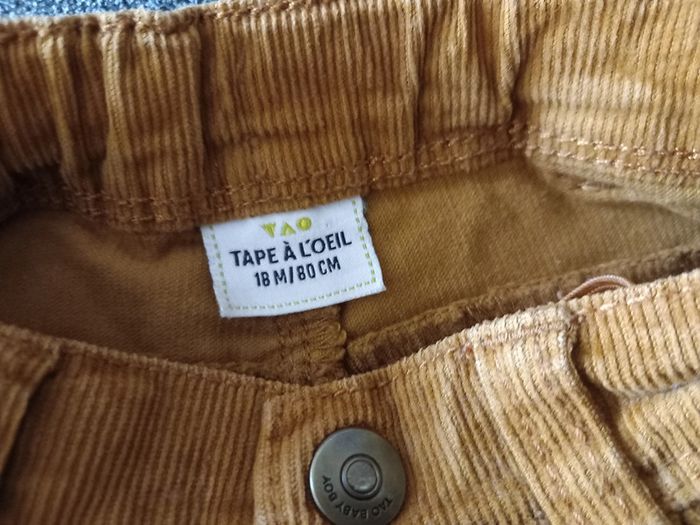 TAO
TAPE À L'OEIL
18 M/80 CM
TAO BABY BOY